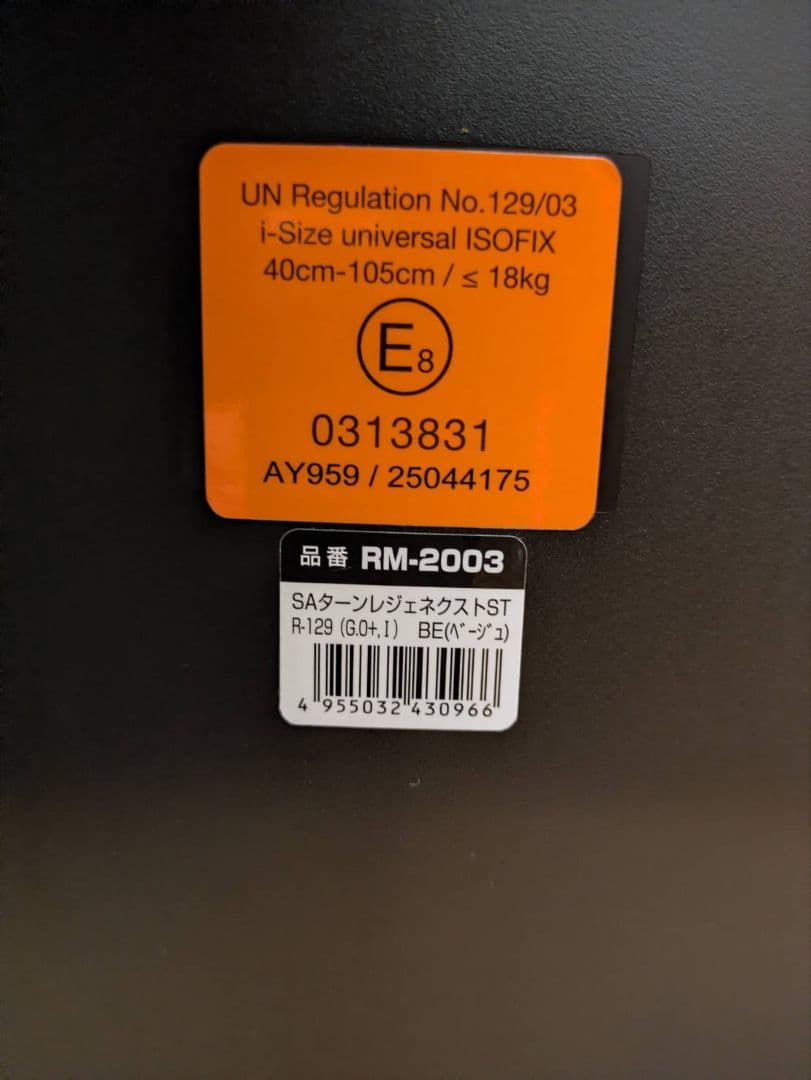 UN Regulation No.129/03
i-Size universal ISOFIX
40cm-105cm / ≤ 18kg
E8
0313831
AY959 / 25044175
品番 RM-2003
SAターンレジェネクストST
R-129 (G.0+,I) BE(ﾍﾞｰｼﾞｭ)
4 955032 430966